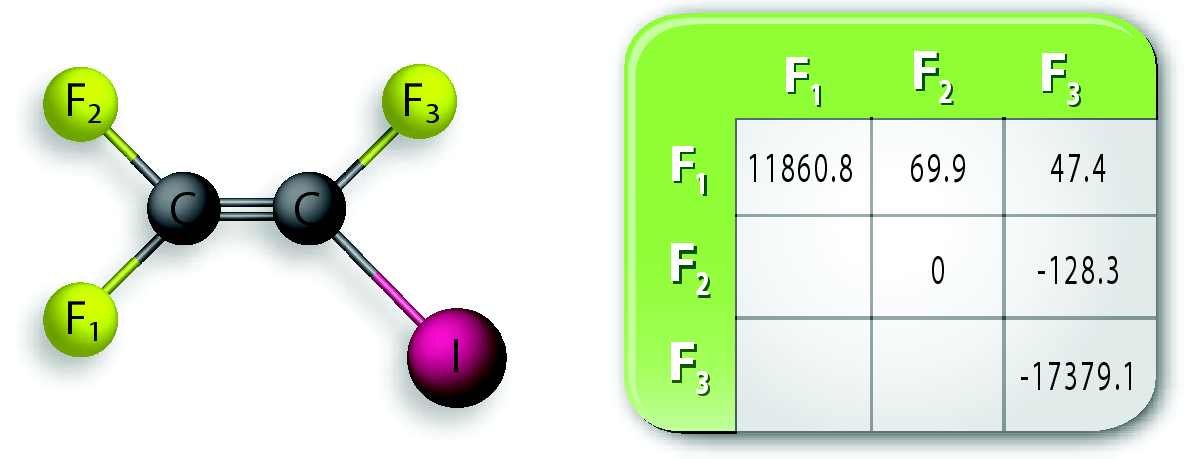 F₂ F₃
C C
F₁ I
F₁ F₂ F₃
F₁ 11860.8 69.9 47.4
F₂ 0 -128.3
F₃ -17379.1